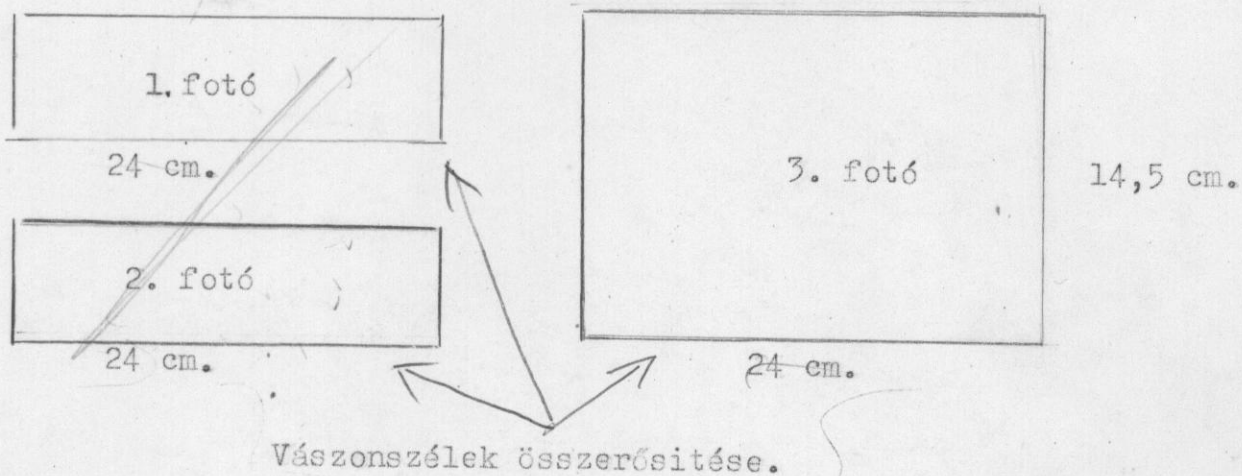 1. fotó
24 cm.
2. fotó
24 cm.
3. fotó
14,5 cm.
24 cm.
Vászonszélek összerősitése.